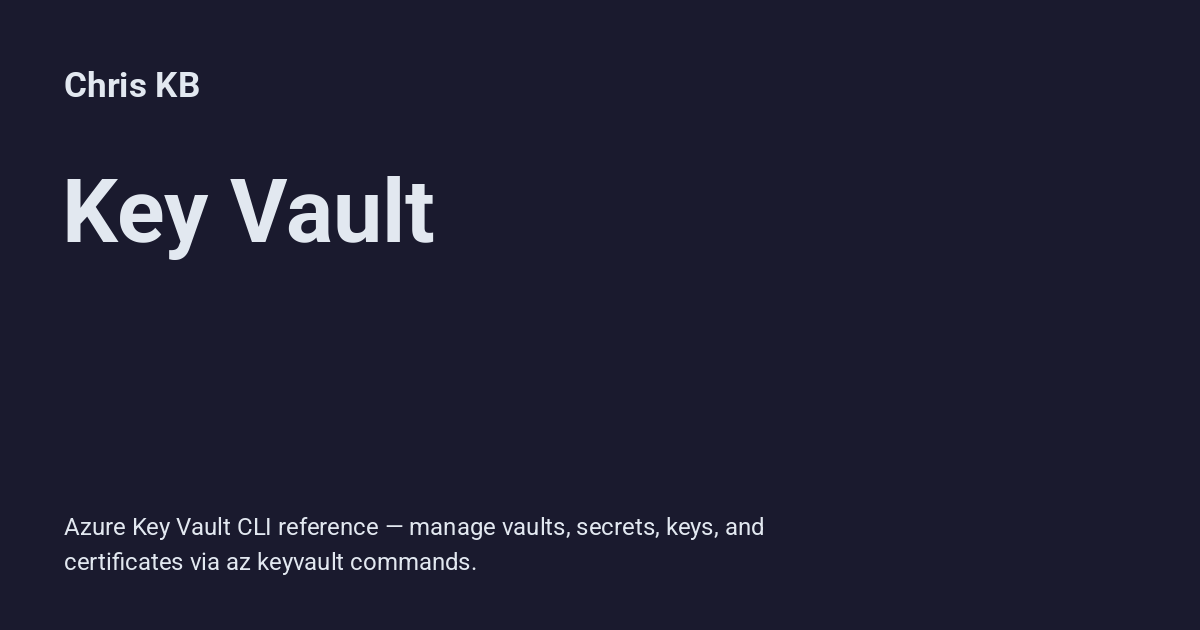 Chris KB
Key Vault
Azure Key Vault CLI reference — manage vaults, secrets, keys, and
certificates via az keyvault commands.